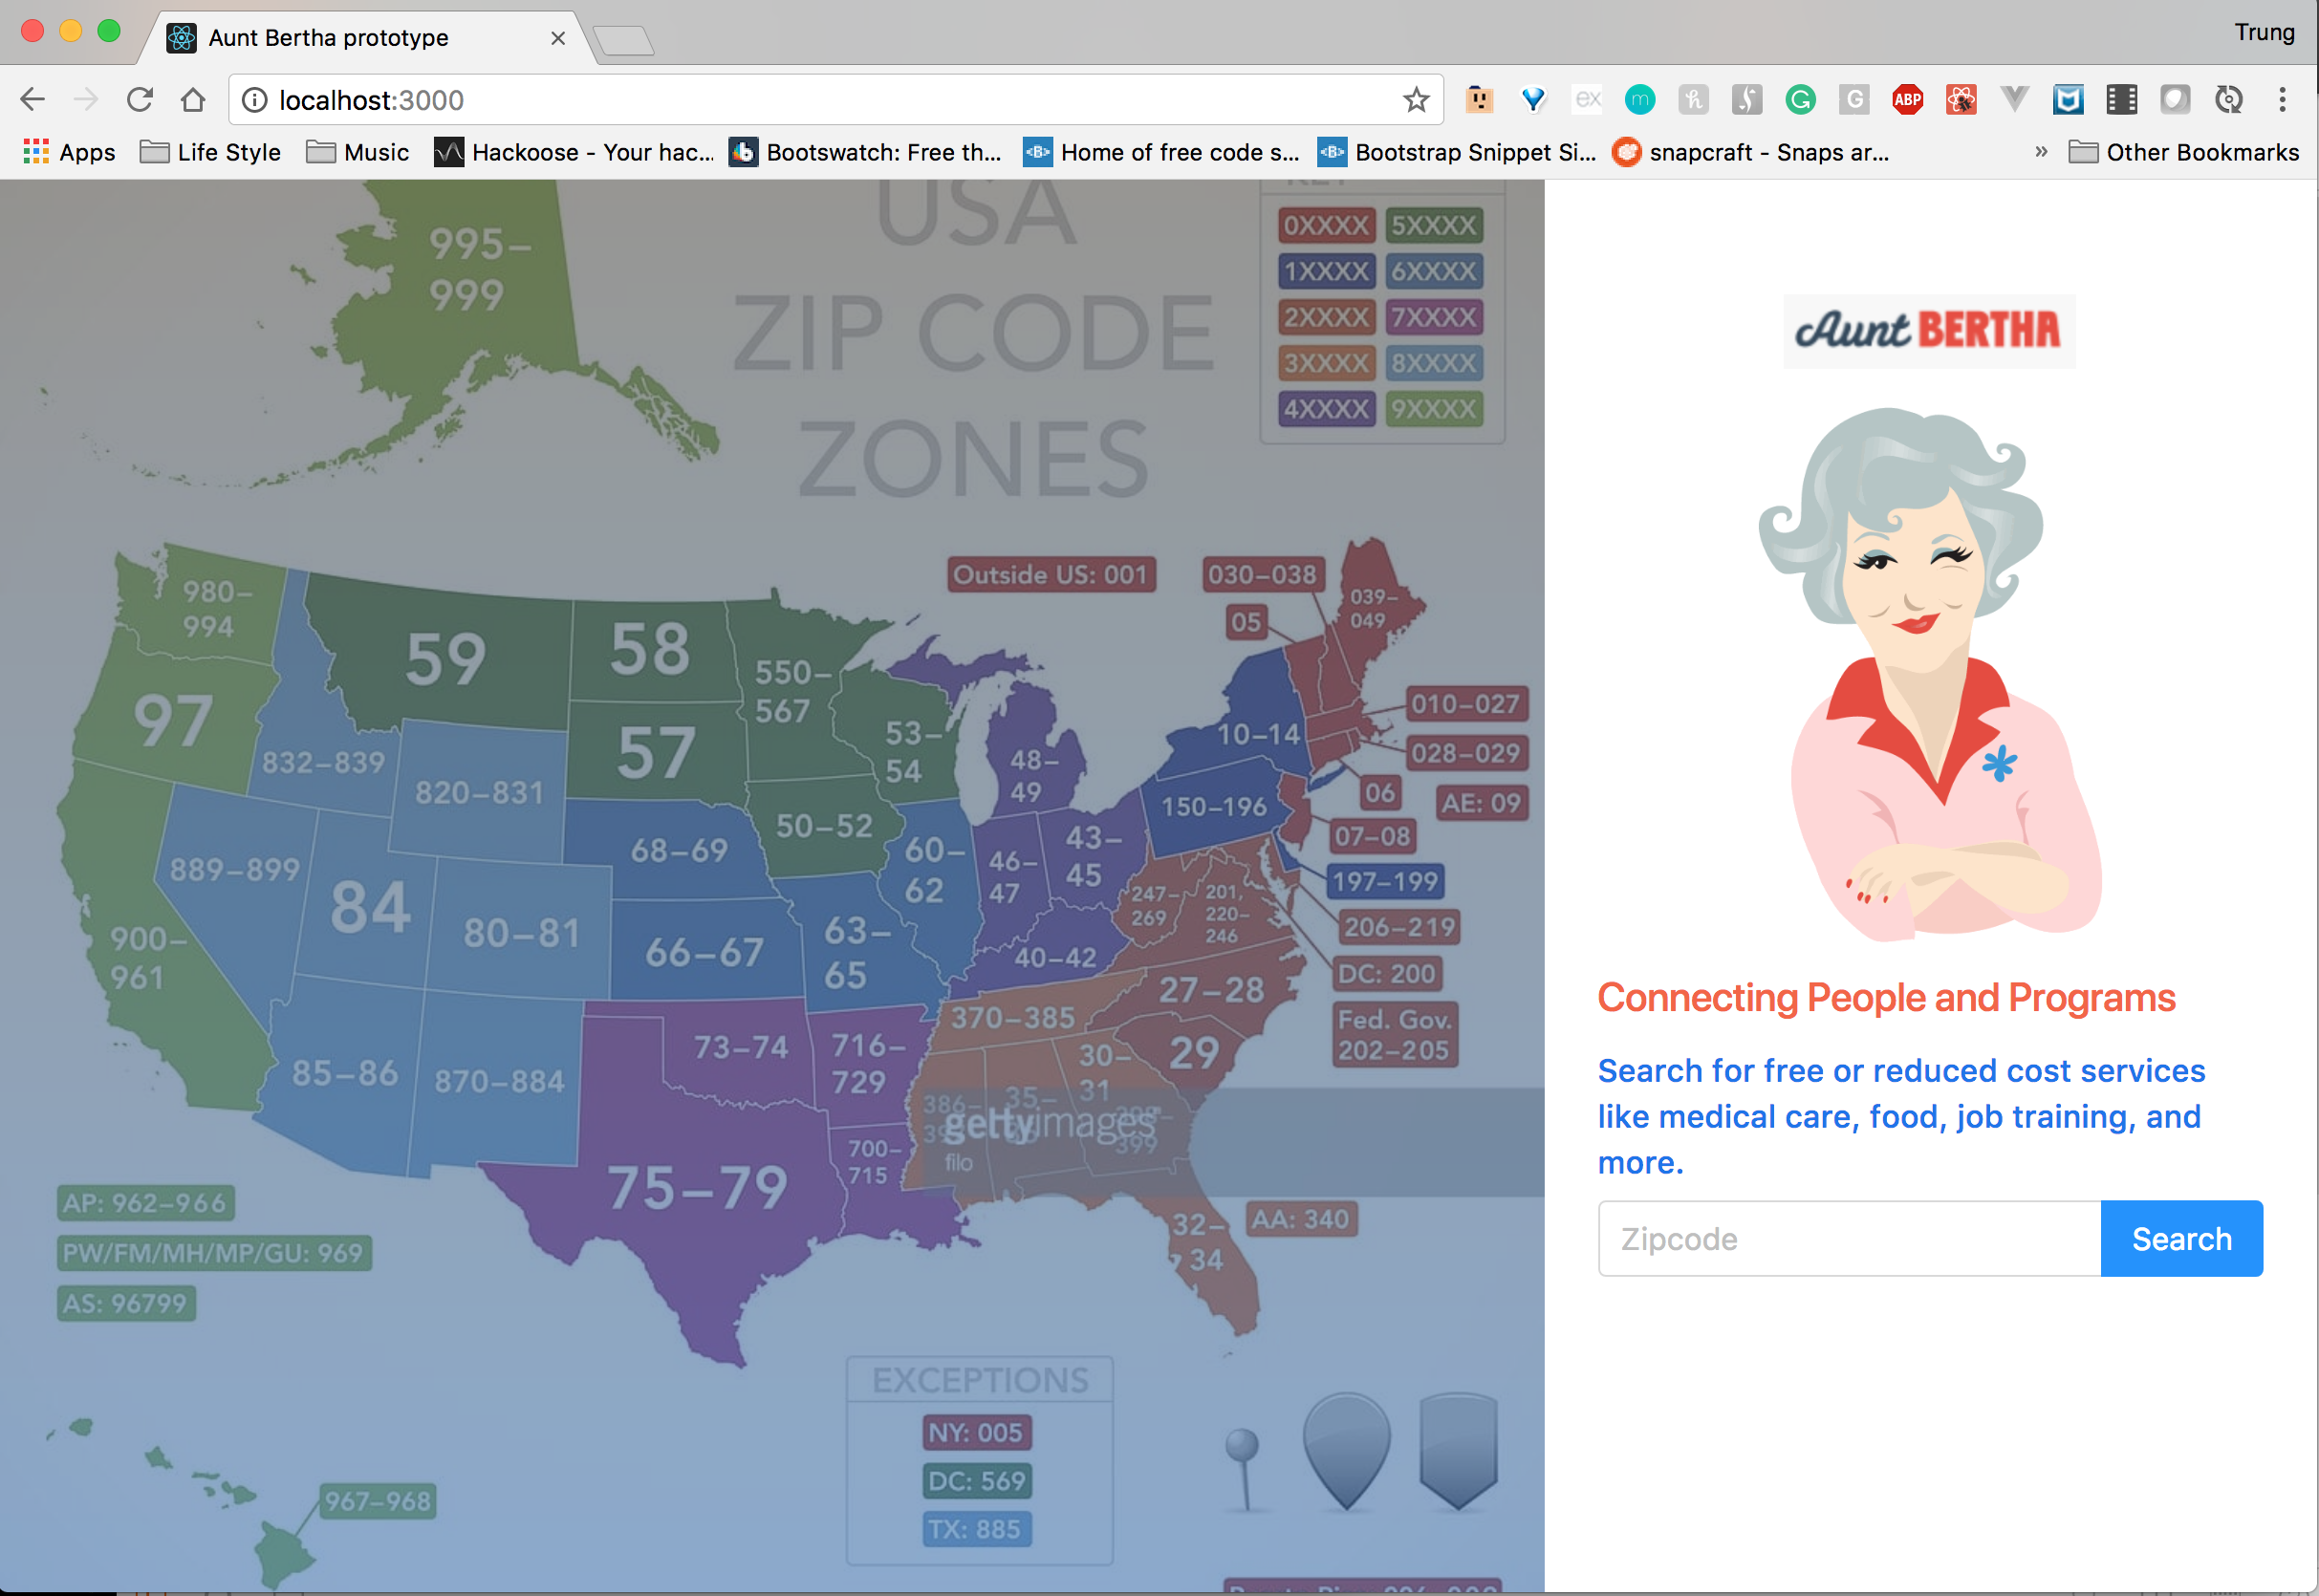 Aunt Bertha prototype
Trung
localhost:3000
ABP
Apps
Life Style
Music
Hackoose - Your hac...
Bootswatch: Free th...
Home of free code s...
Bootstrap Snippet Si...
snapcraft - Snaps ar...
»
Other Bookmarks
USA
ZIP CODE
ZONES
KEY
0XXXX 5XXXX
1XXXX 6XXXX
2XXXX 7XXXX
3XXXX 8XXXX
4XXXX 9XXXX
995–
999
Outside US: 001
030–038
05
039–
049
980–
994
97
59
58
57
550–
567
53–
54
48–
49
10–14
150–196
010–027
028–029
06
AE: 09
07–08
197–199
206–219
DC: 200
Fed. Gov.
202–205
832–839
820–831
889–899
84
80–81
900–
961
68–69
66–67
50–52
60–
62
63–
65
46–
47
43–
45
40–42
247–
269
201,
220–
246
27–28
29
370–385
30–
31
35–
85–86
870–884
73–74
716–
729
75–79
700–
715
386–
399
gettyimages
filo
32–
34
AA: 340
AP: 962–966
PW/FM/MH/MP/GU: 969
AS: 96799
967–968
EXCEPTIONS
NY: 005
DC: 569
TX: 885
Aunt BERTHA
Connecting People and Programs
Search for free or reduced cost services
like medical care, food, job training, and
more.
Zipcode
Search